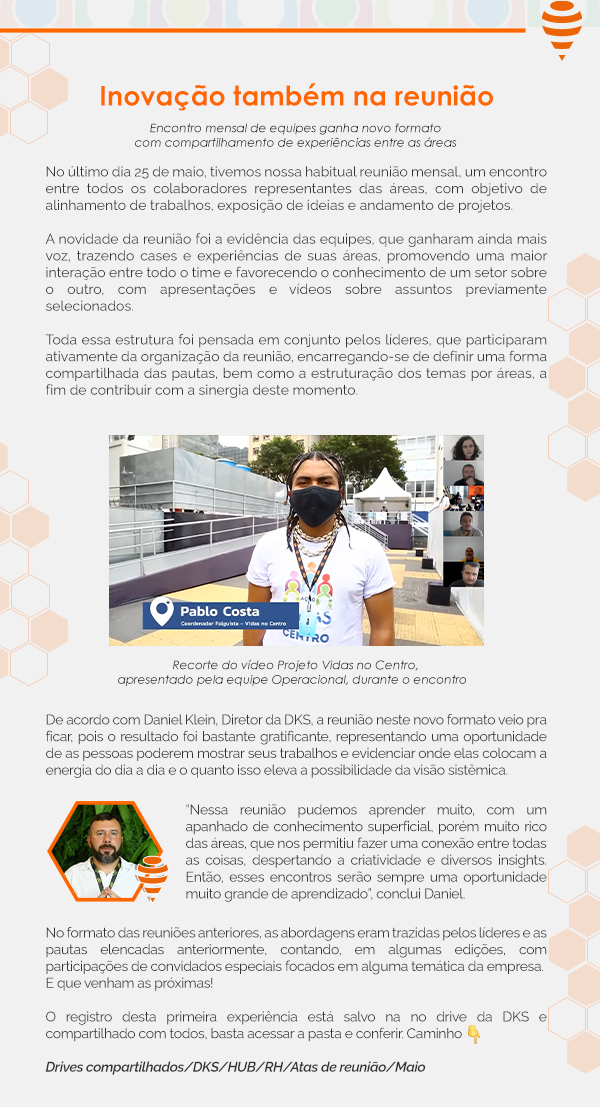 Inovação também na reunião
Encontro mensal de equipes ganha novo formato
com compartilhamento de experiências entre as áreas
No último dia 25 de maio, tivemos nossa habitual reunião mensal, um encontro
entre todos os colaboradores representantes das áreas, com objetivo de
alinhamento de trabalhos, exposição de ideias e andamento de projetos.
A novidade da reunião foi a evidência das equipes, que ganharam ainda mais
voz, trazendo cases e experiências de suas áreas, promovendo uma maior
interação entre todo o time e favorecendo o conhecimento de um setor sobre
o outro, com apresentações e vídeos sobre assuntos previamente
selecionados.
Toda essa estrutura foi pensada em conjunto pelos líderes, que participaram
ativamente da organização da reunião, encarregando-se de definir uma forma
compartilhada das pautas, bem como a estruturação dos temas por áreas, a
fim de contribuir com a sinergia deste momento.
Pablo Costa
Coordenador Folguista - Vidas no Centro
CENTRO
Recorte do vídeo Projeto Vidas no Centro,
apresentado pela equipe Operacional, durante o encontro
De acordo com Daniel Klein, Diretor da DKS, a reunião neste novo formato veio pra
ficar, pois o resultado foi bastante gratificante, representando uma oportunidade
de as pessoas poderem mostrar seus trabalhos e evidenciar onde elas colocam a
energia do dia a dia e o quanto isso eleva a possibilidade da visão sistêmica.
“Nessa reunião pudemos aprender muito, com um
apanhado de conhecimento superficial, porém muito rico
das áreas, que nos permitiu fazer uma conexão entre todas
as coisas, despertando a criatividade e diversos insights.
Então, esses encontros serão sempre uma oportunidade
muito grande de aprendizado”, conclui Daniel.
No formato das reuniões anteriores, as abordagens eram trazidas pelos líderes e as
pautas elencadas anteriormente, contando, em algumas edições, com
participações de convidados especiais focados em alguma temática da empresa.
E que venham as próximas!
O registro desta primeira experiência está salvo na no drive da DKS e
compartilhado com todos, basta acessar a pasta e conferir. Caminho 👇
Drives compartilhados/DKS/HUB/RH/Atas de reunião/Maio